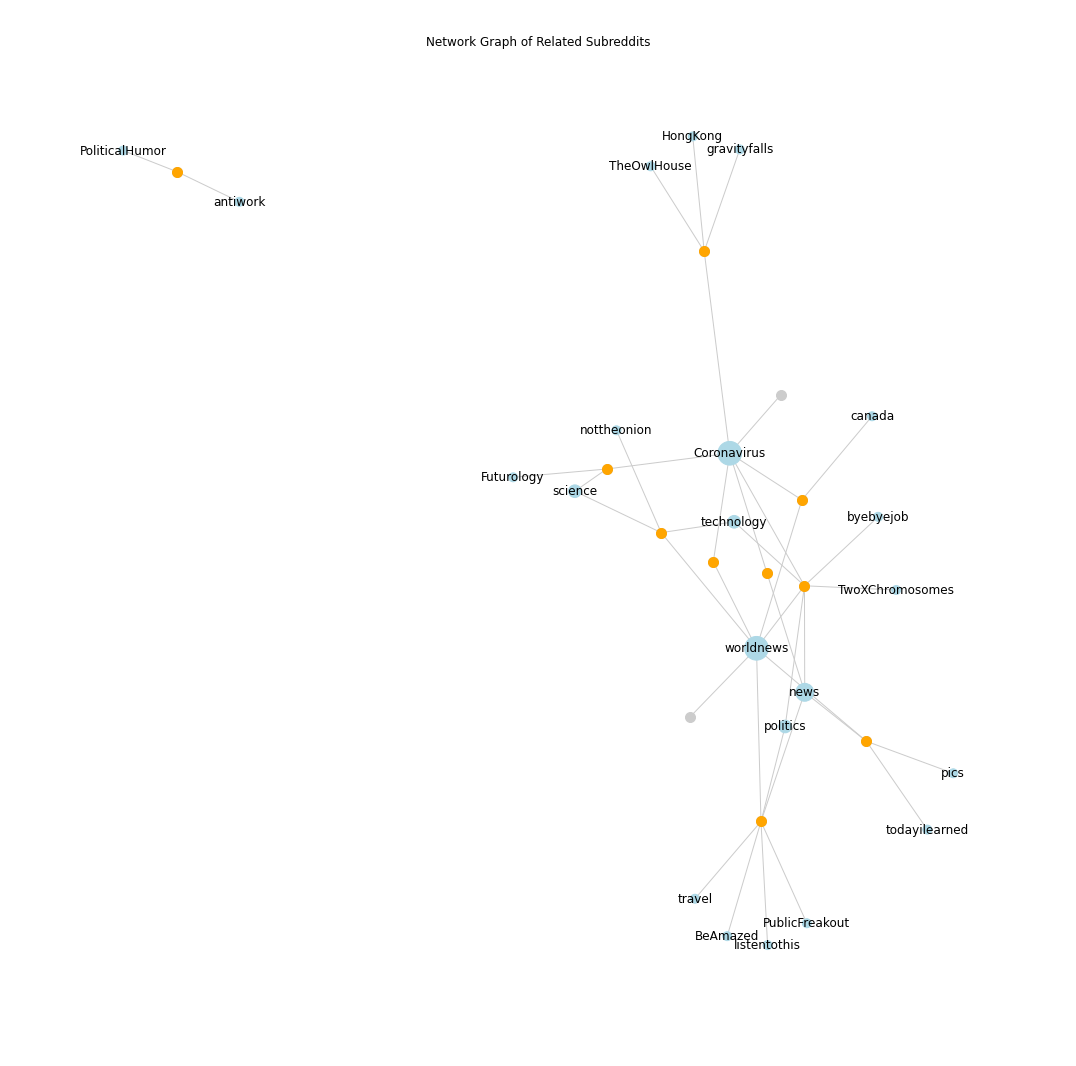 Network Graph of Related Subreddits
HongKong
gravityfalls
PoliticalHumor
TheOwlHouse
antiwork
canada
nottheonion
Coronavirus
Futurology
science
technology
byebyejob
TwoXChromosomes
worldnews
news
politics
pics
todayilearned
travel
PublicFreakout
BeAmazed
listentothis